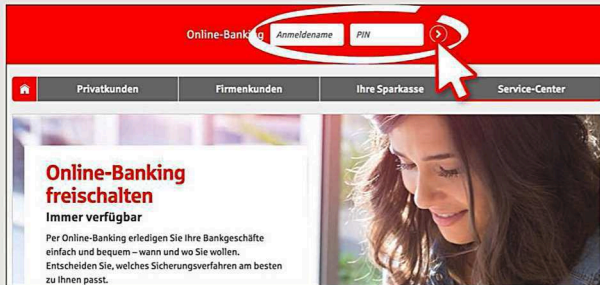 Online-Banking Anmeldename PIN
Privatkunden Firmenkunden Ihre Sparkasse Service-Center
Online-Banking
freischalten
Immer verfügbar
Per Online-Banking erledigen Sie Ihre Bankgeschäfte
einfach und bequem – wann und wo Sie wollen.
Entscheiden Sie, welches Sicherungsverfahren am besten
zu Ihnen passt.